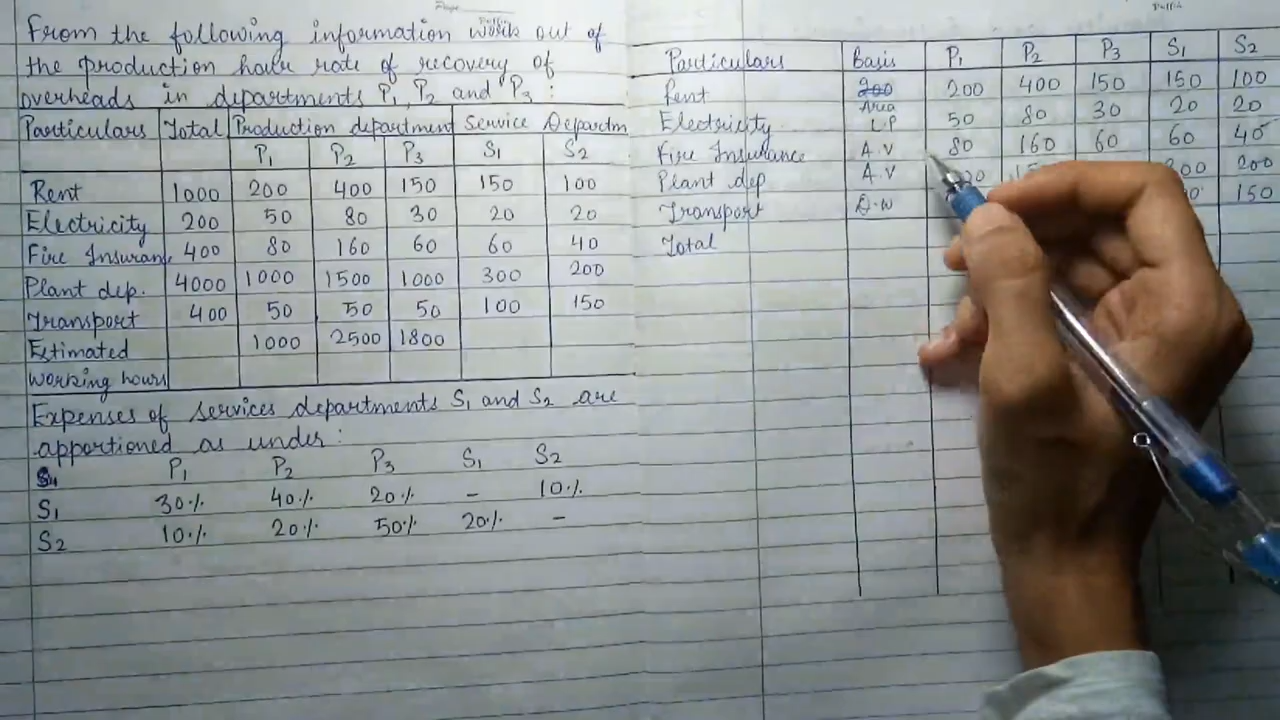 From the following information work out of
the production hour rate of recovery of
overheads in departments P1, P2 and P3 :
Particulars Total Production department Service Departm
P1 P2 P3 S1 S2
Rent 1000 200 400 150 150 100
Electricity 200 50 80 30 20 20
Fire Insuran 400 80 160 60 60 40
Plant dep. 4000 1000 1500 1000 300 200
Transport 400 50 50 50 100 150
Estimated 1000 2500 1800
working hours
Expenses of services departments S1 and S2 are
apportioned as under :
P1 P2 P3 S1 S2
S1 30% 40% 20% - 10%
S2 10% 20% 50% 20% -
Particulars Basis P1 P2 P3 S1 S2
Rent Area 200 400 150 150 100
Electricity L.P 50 80 30 20 20
Fire Insurance A.V 80 160 60 60 40
Plant dep A.V 200
Transport D.W 150
Total